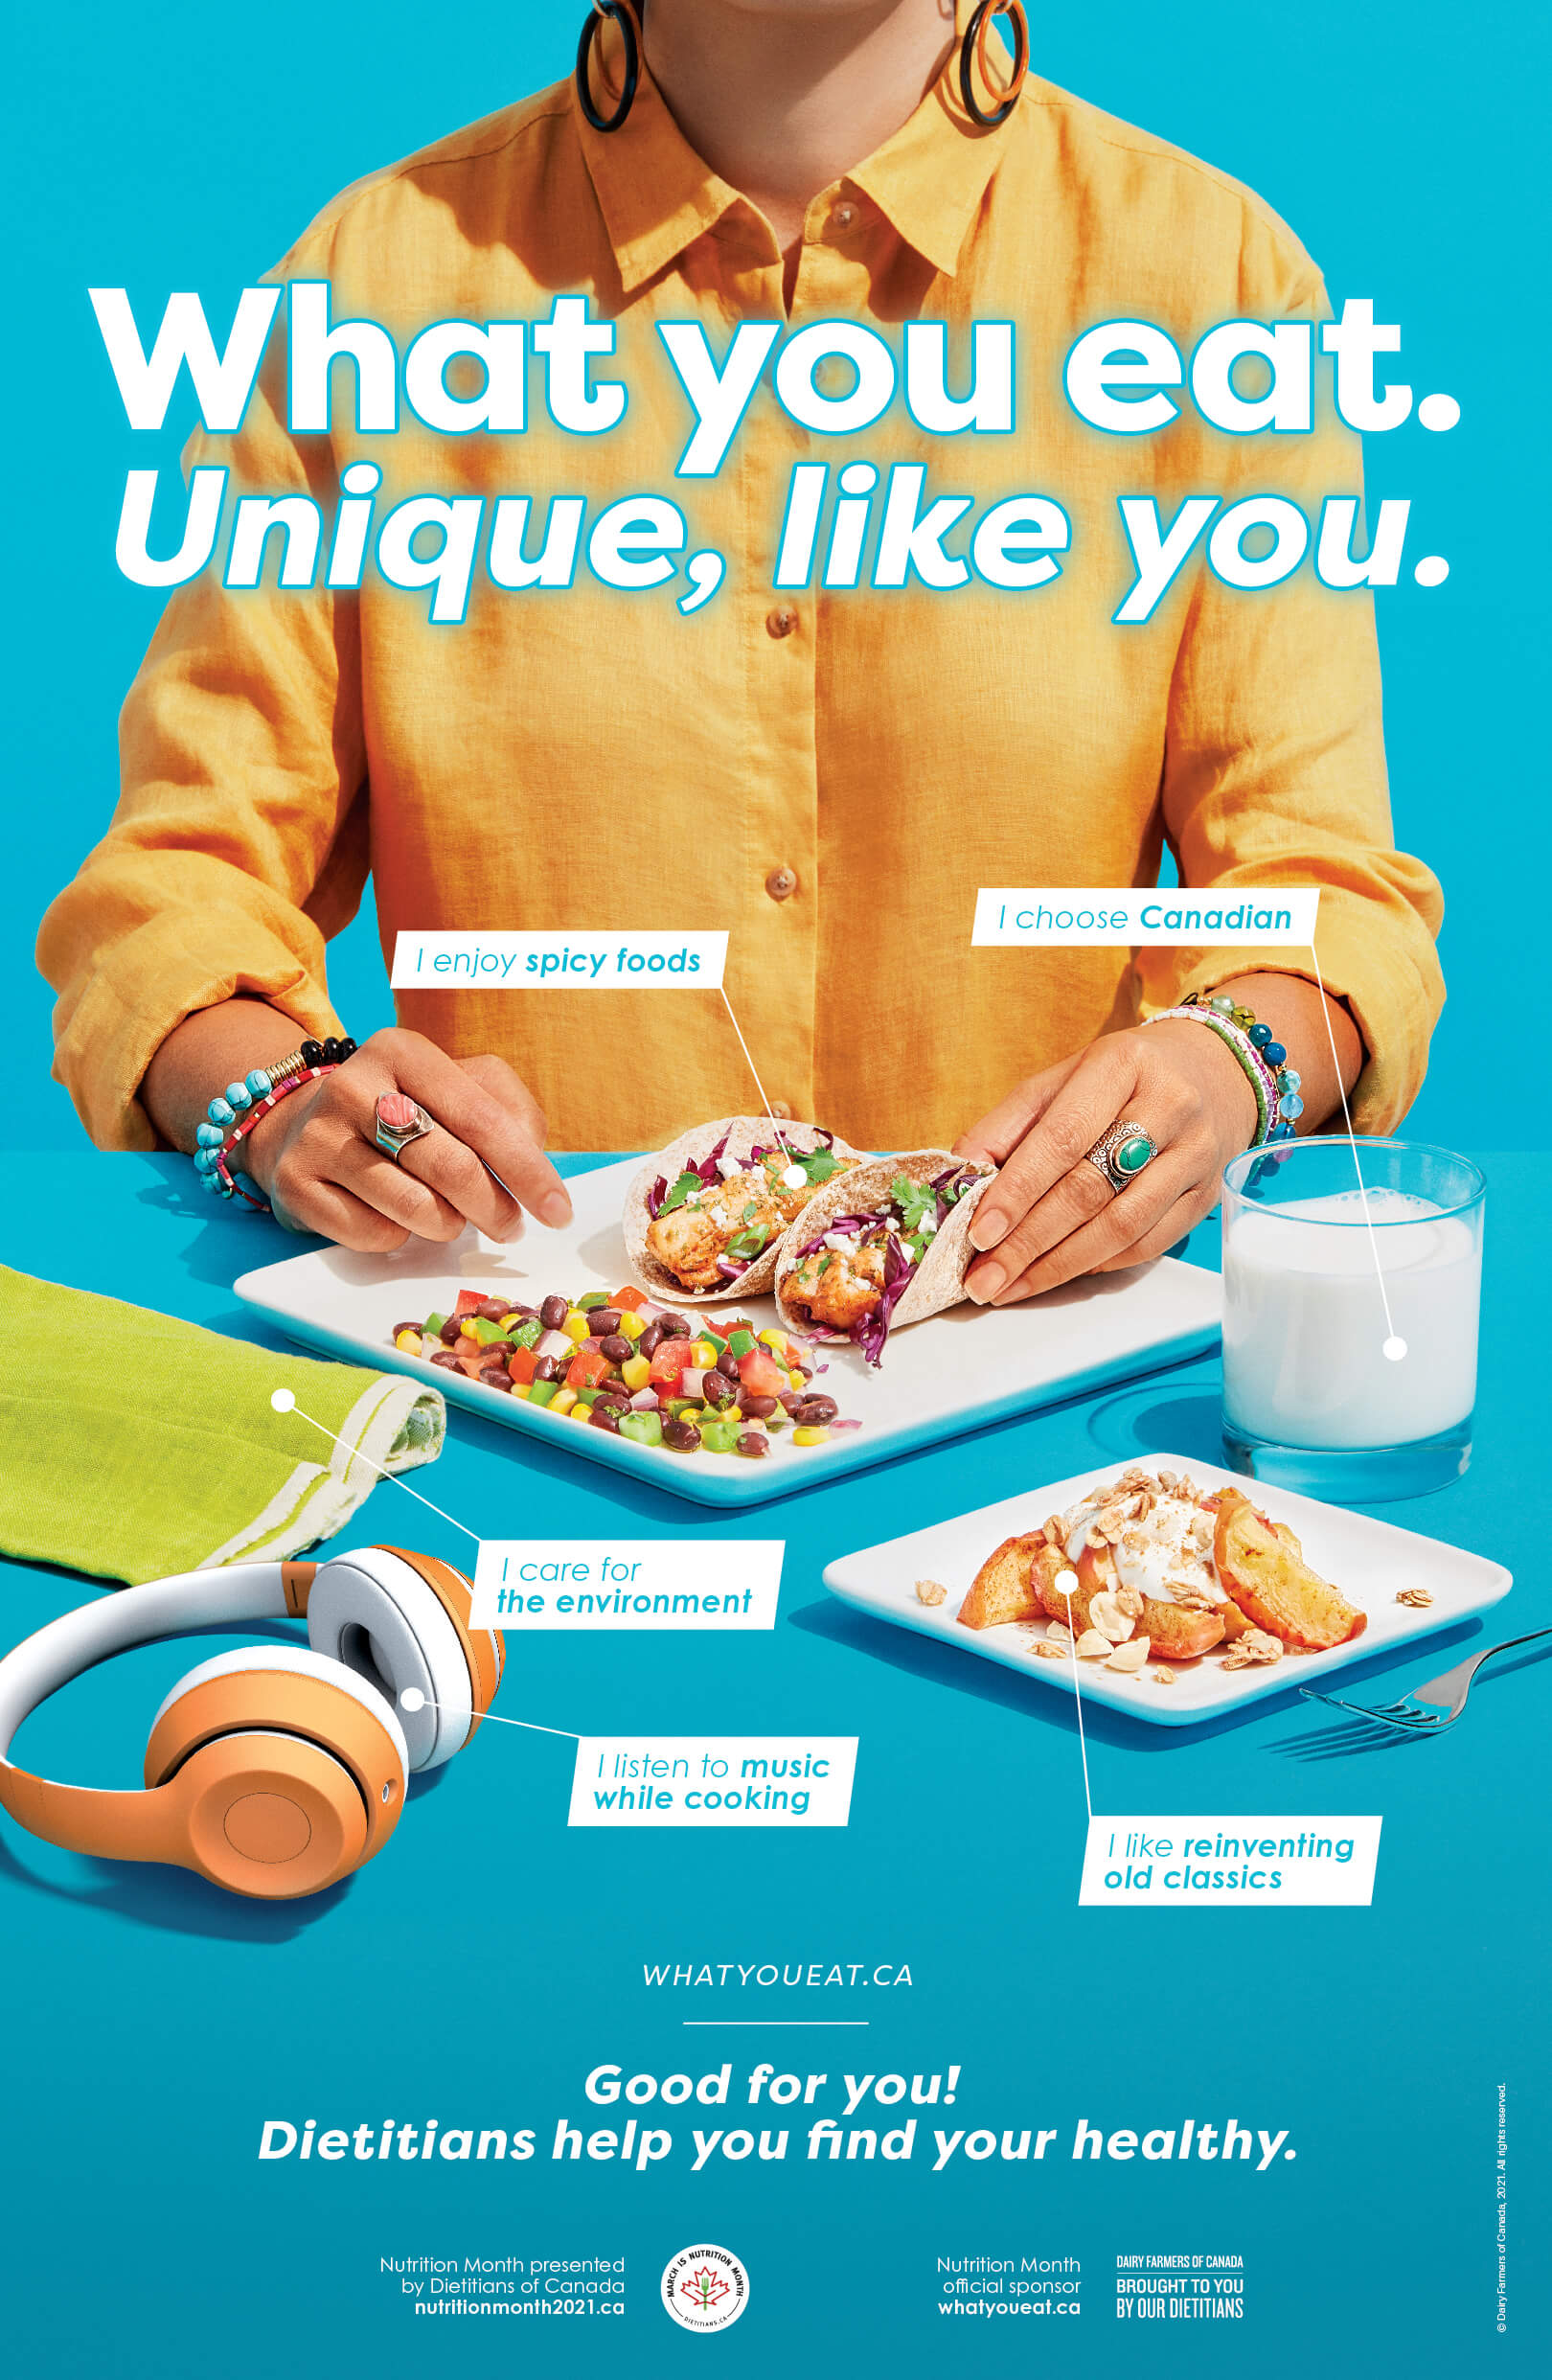 What you eat.
Unique, like you.
I choose Canadian
I enjoy spicy foods
I care for
the environment
I listen to music
while cooking
I like reinventing
old classics
WHATYOUEAT.CA
Good for you!
Dietitians help you find your healthy.
Nutrition Month presented
by Dietitians of Canada
nutritionmonth2021.ca
MARCH IS NUTRITION MONTH
DIETITIANS.CA
Nutrition Month
official sponsor
whatyoueat.ca
DAIRY FARMERS OF CANADA
BROUGHT TO YOU
BY OUR DIETITIANS
© Dairy Farmers of Canada, 2021. All rights reserved.